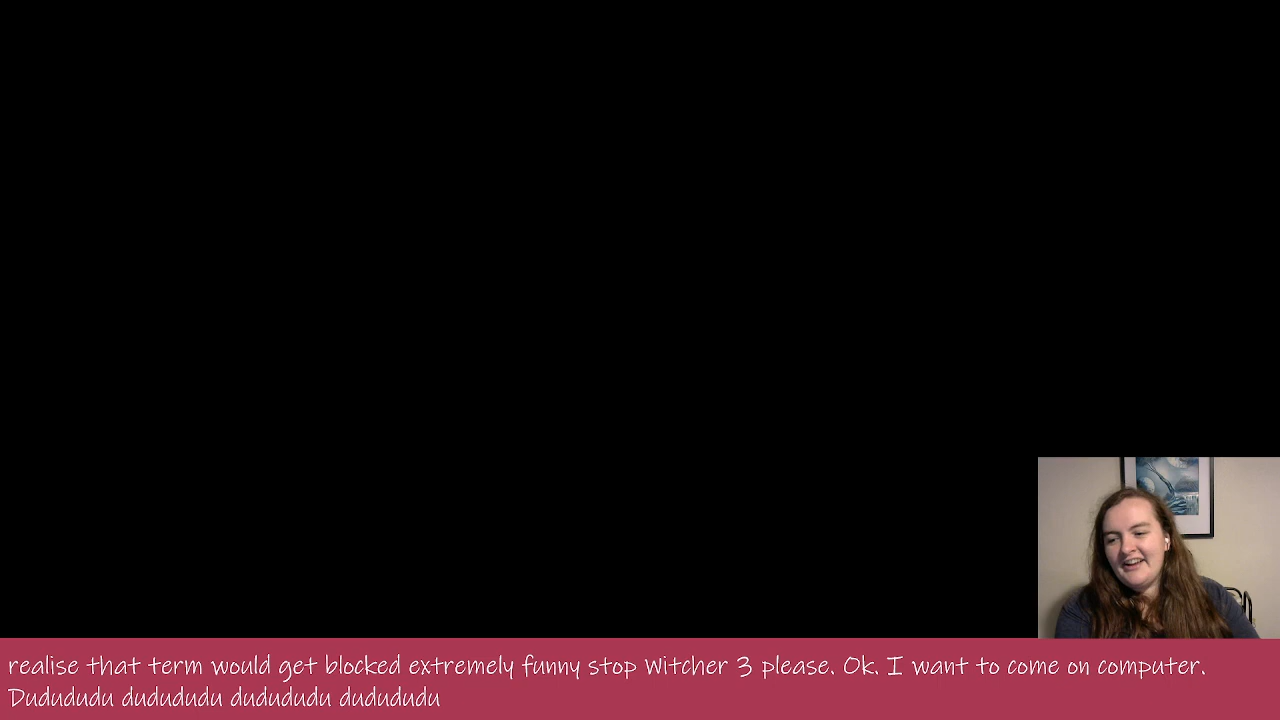 realise that term would get blocked extremely funny stop Witcher 3 please. Ok. I want to come on computer.
Dudududu dudududu dudududu dudududu